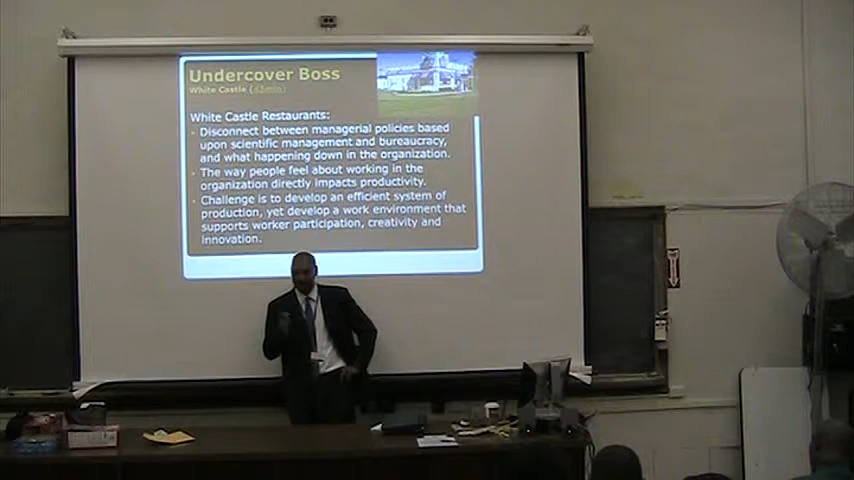 Undercover Boss
White Castle (43min)
White Castle Restaurants:
Disconnect between managerial policies based
upon scientific management and bureaucracy,
and what happening down in the organization.
The way people feel about working in the
organization directly impacts productivity.
Challenge is to develop an efficient system of
production, yet develop a work environment that
supports worker participation, creativity and
innovation.